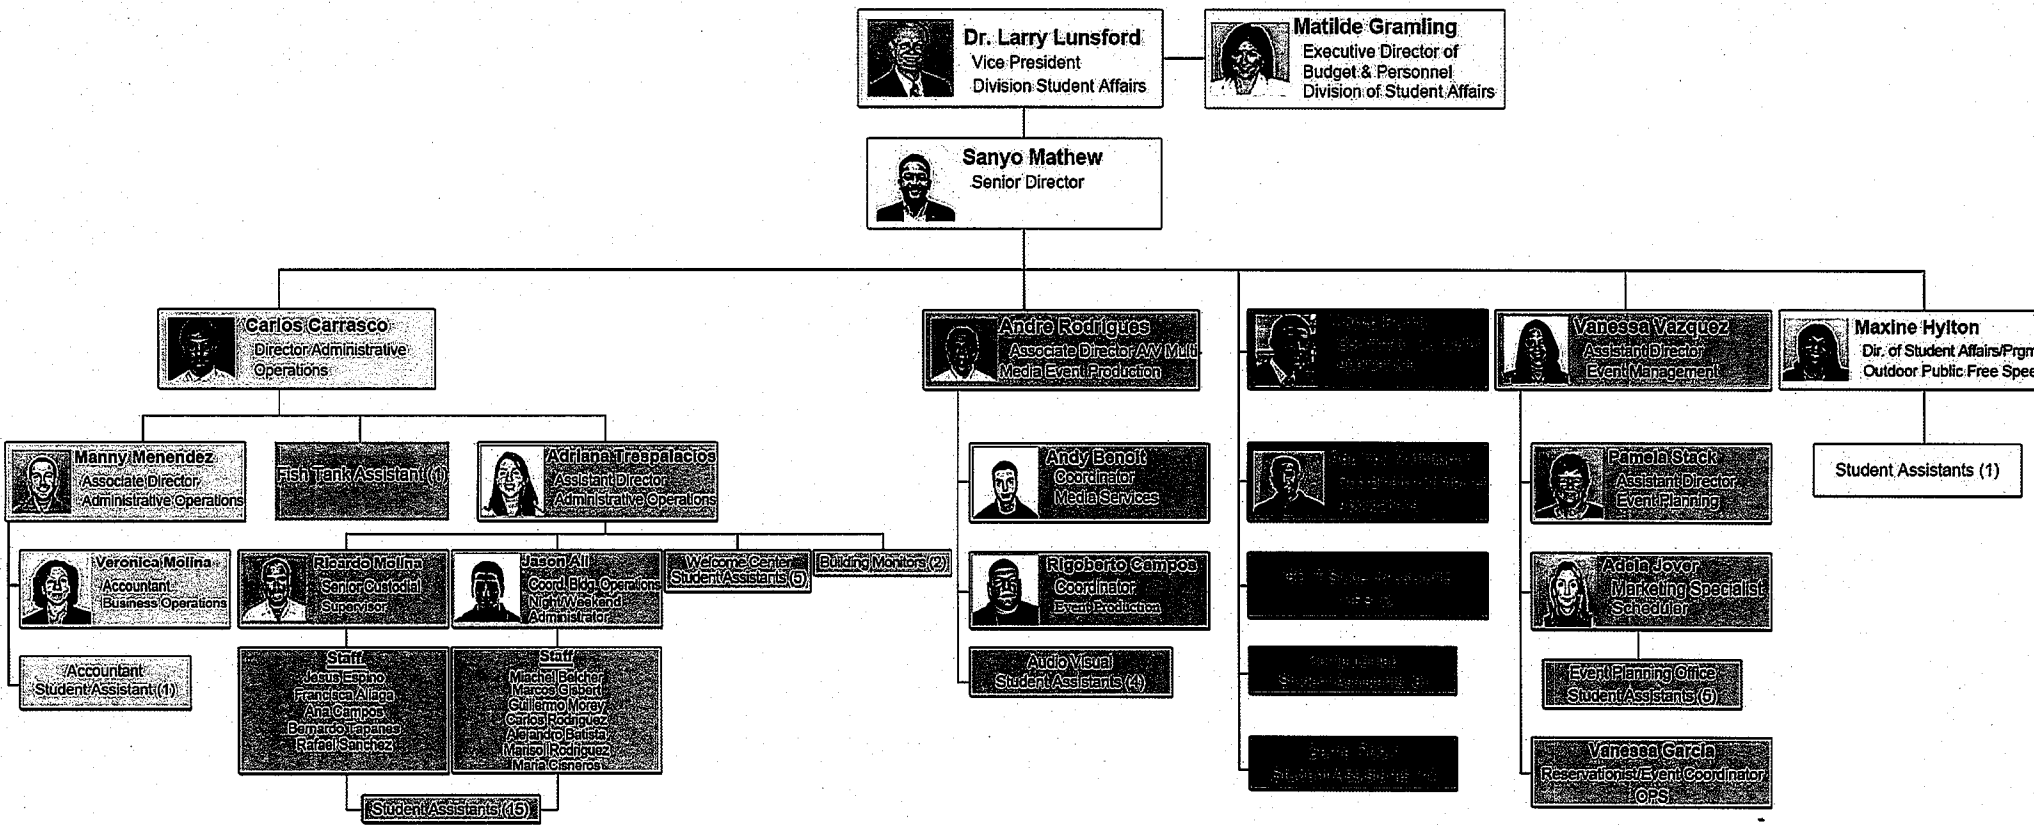 Dr. Larry Lunsford
Vice President
Division Student Affairs
Matilde Gramling
Executive Director of
Budget & Personnel
Division of Student Affairs
Sanyo Mathew
Senior Director
Carlos Carrasco
Director Administrative
Operations
Andre Rodrigues
Associate Director A/V Multi
Media Event Production
Vanessa Vazquez
Assistant Director
Event Management
Maxine Hylton
Dir. of Student Affairs/Prgm
Outdoor Public Free Spee
Manny Menendez
Associate Director
Administrative Operations
Fish Tank Assistant (1)
Adriana Trespalacios
Assistant Director
Administrative Operations
Andy Benoit
Coordinator
Media Services
Pamela Stack
Assistant Director
Event Planning
Student Assistants (1)
Veronica Molina
Accountant
Business Operations
Ricardo Molina
Senior Custodial
Supervisor
Jason Ali
Coord. Bldg. Operations
Night/Weekend
Administrator
Welcome Center
Student Assistants (5)
Building Monitors (2)
Rigoberto Campos
Coordinator
Event Production
Adela Jover
Marketing Specialist
Scheduler
Accountant
Student Assistant (1)
Staff
Jesus Espino
Francisca Aliaga
Ana Campos
Bernardo Tapanes
Rafael Sanchez
Staff
Miachel Belcher
Marcos Gisbert
Guillermo Morey
Carlos Rodriguez
Alejandro Batista
Marisol Rodriguez
Maria Cisneros
Audio Visual
Student Assistants (4)
Event Planning Office
Student Assistants (5)
Student Assistants
Vanessa Garcia
Reservationist/Event Coordinator
OPS
Student Assistants (15)